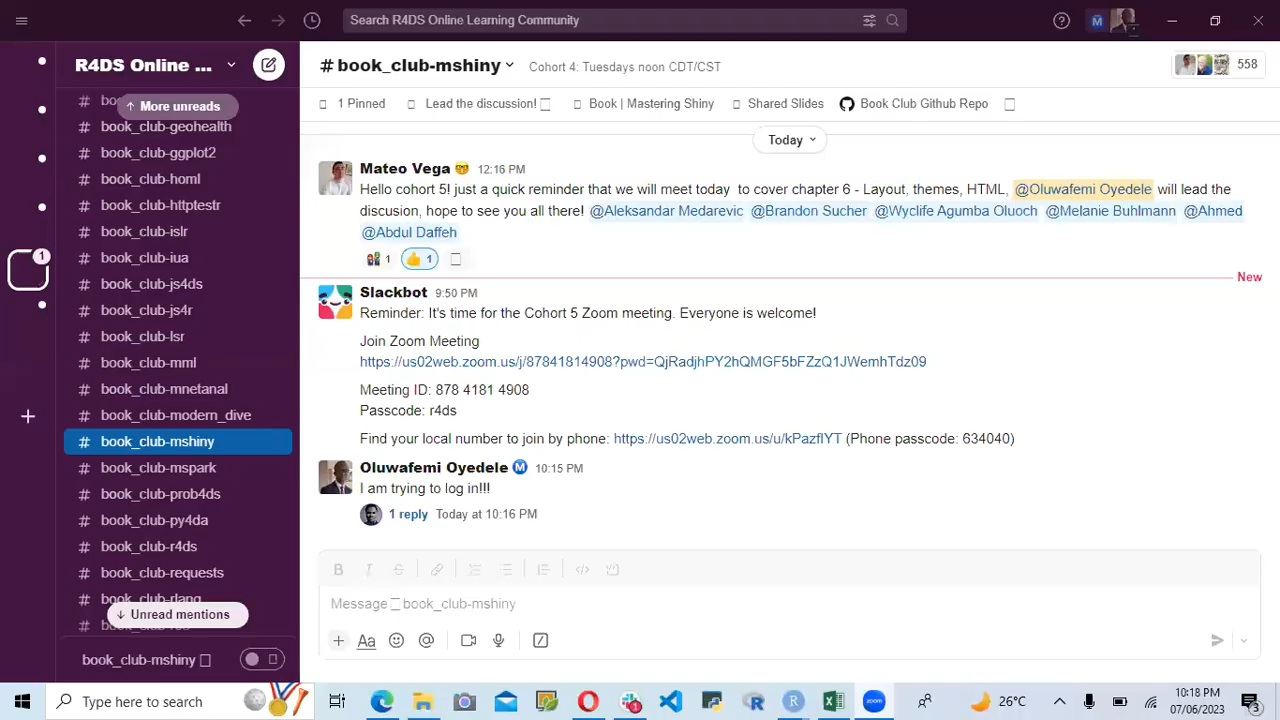 Search R4DS Online Learning Community
R4DS Online ...
More unreads
book_club-geohealth
book_club-ggplot2
book_club-homl
book_club-httptestr
book_club-islr
book_club-iua
book_club-js4ds
book_club-js4r
book_club-lsr
book_club-mml
book_club-mnetanal
book_club-modern_dive
book_club-mshiny
book_club-mspark
book_club-prob4ds
book_club-py4da
book_club-r4ds
book_club-requests
book_club-rlang
Unread mentions
book_club-mshiny
1
# book_club-mshiny
Cohort 4: Tuesdays noon CDT/CST
558
1 Pinned
Lead the discussion!
Book | Mastering Shiny
Shared Slides
Book Club Github Repo
Today
Mateo Vega 12:16 PM
Hello cohort 5! just a quick reminder that we will meet today to cover chapter 6 - Layout, themes, HTML, @Oluwafemi Oyedele will lead the
discusion, hope to see you all there! @Aleksandar Medarevic @Brandon Sucher @Wyclife Agumba Oluoch @Melanie Buhlmann @Ahmed
@Abdul Daffeh
1 1
New
Slackbot 9:50 PM
Reminder: It's time for the Cohort 5 Zoom meeting. Everyone is welcome!
Join Zoom Meeting
https://us02web.zoom.us/j/87841814908?pwd=QjRadjhPY2hQMGF5bFZzQ1JWemhTdz09
Meeting ID: 878 4181 4908
Passcode: r4ds
Find your local number to join by phone: https://us02web.zoom.us/u/kPazflYT (Phone passcode: 634040)
Oluwafemi Oyedele M 10:15 PM
I am trying to log in!!!
1 reply Today at 10:16 PM
Message book_club-mshiny
Type here to search
26°C
10:18 PM
07/06/2023
3